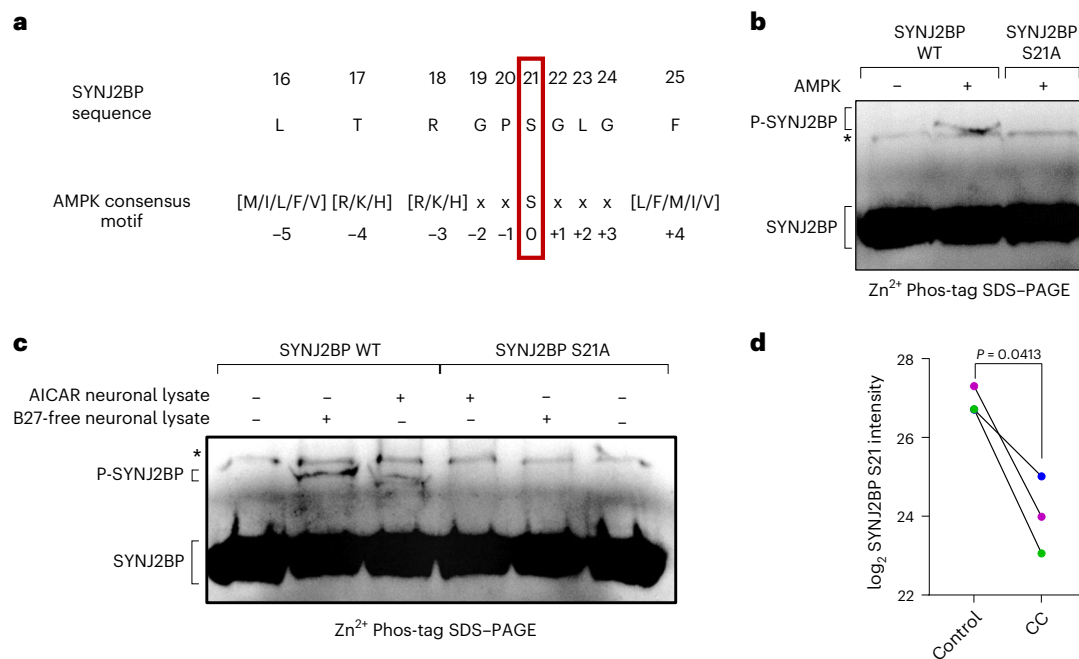 a
SYNJ2BP
sequence
16 17 18 19 20 21 22 23 24 25
L T R G P S G L G F
AMPK consensus
motif
[M/I/L/F/V] [R/K/H] [R/K/H] x x S x x x [L/F/M/I/V]
–5 –4 –3 –2 –1 0 +1 +2 +3 +4
b
SYNJ2BP
WT
SYNJ2BP
S21A
AMPK – + +
P-SYNJ2BP
*
SYNJ2BP
Zn2+ Phos-tag SDS–PAGE
c
SYNJ2BP WT SYNJ2BP S21A
AICAR neuronal lysate – – + + – –
B27-free neuronal lysate – + – – + –
*
P-SYNJ2BP
SYNJ2BP
Zn2+ Phos-tag SDS–PAGE
d
P = 0.0413
log2 SYNJ2BP S21 intensity
28
26
24
22
Control
CC